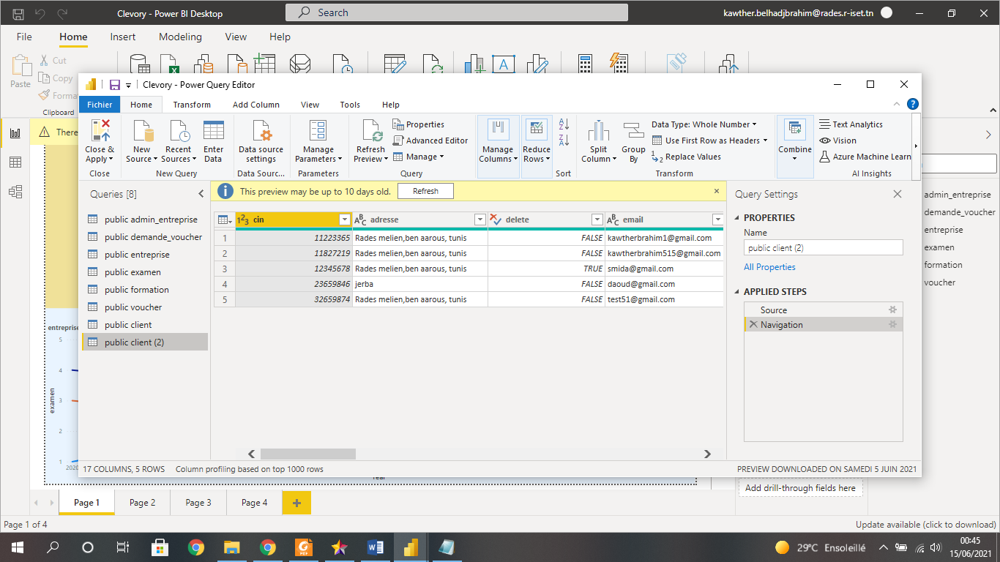 Clevory - Power BI Desktop
Search
kawther.belhadjbrahim@rades.r-iset.tn
File Home Insert Modeling View Help
Paste
Cut
Copy
Forma
Clipboard
There
Clevory - Power Query Editor
Fichier Home Transform Add Column View Tools Help
Close & Apply
Close
New Source
Recent Sources
Enter Data
New Query
Data source settings
Data Sourc...
Manage Parameters
Parameters
Refresh Preview
Properties
Advanced Editor
Manage
Query
Manage Columns
Reduce Rows
Sort
Split Column
Group By
Data Type: Whole Number
Use First Row as Headers
Replace Values
Transform
Combine
Text Analytics
Vision
Azure Machine Learn
AI Insights
Queries [8]
public admin_entreprise
public demande_voucher
public entreprise
public examen
public formation
public voucher
public client
public client (2)
This preview may be up to 10 days old. Refresh
cin adresse delete email
1 11223365 Rades melien,ben aarous, tunis FALSE kawtherbrahim1@gmail.com
2 11827219 Rades melien,ben aarous, tunis FALSE kawtherbrahim515@gmail.com
3 12345678 Rades melien,ben aarous, tunis TRUE smida@gmail.com
4 23659846 jerba FALSE daoud@gmail.com
5 32659874 Rades melien,ben aarous, tunis FALSE test51@gmail.com
Query Settings
PROPERTIES
Name
public client (2)
All Properties
APPLIED STEPS
Source
Navigation
17 COLUMNS, 5 ROWS Column profiling based on top 1000 rows
PREVIEW DOWNLOADED ON SAMEDI 5 JUIN 2021
admin_entreprise
demande_voucher
entreprise
examen
formation
voucher
entreprise
5
4
3
2
1
examen
2020
Year
Add drill-through fields here
Page 1 Page 2 Page 3 Page 4
Page 1 of 4
Update available (click to download)
29°C Ensoleillé
00:45
15/06/2021